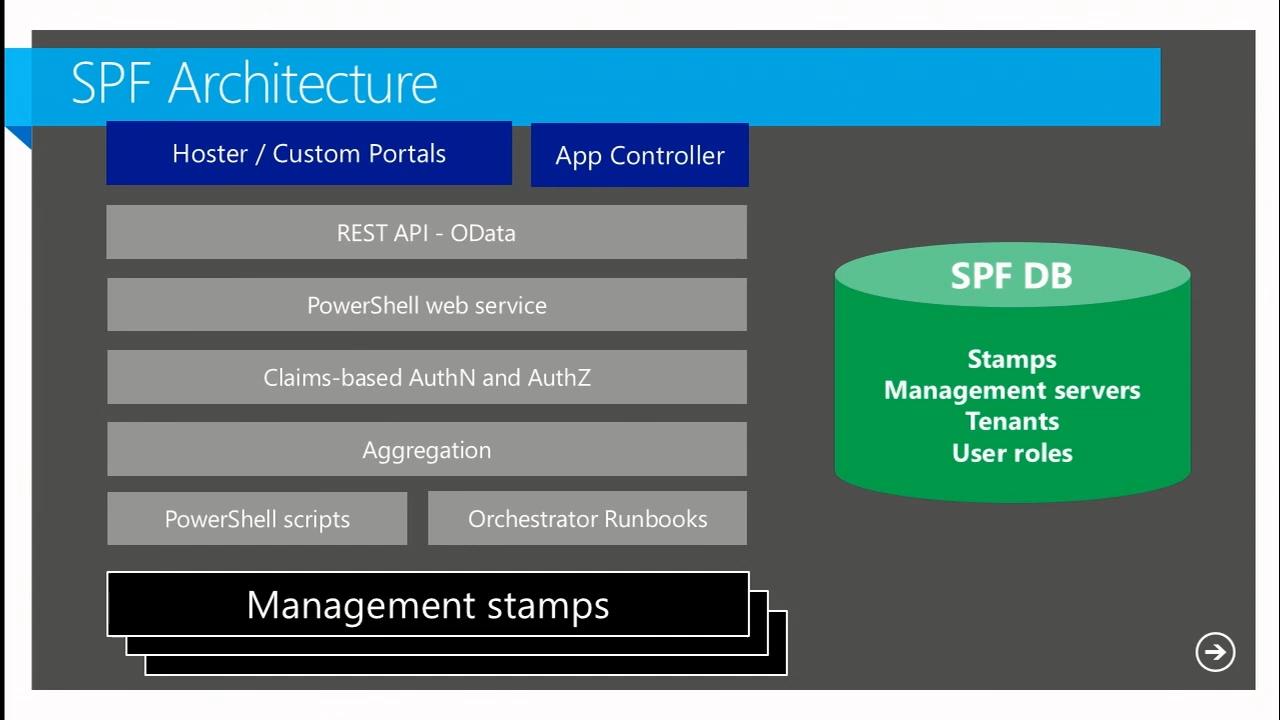 SPF Architecture
Hoster / Custom Portals
App Controller
REST API - OData
PowerShell web service
Claims-based AuthN and AuthZ
Aggregation
PowerShell scripts
Orchestrator Runbooks
Management stamps
SPF DB
Stamps
Management servers
Tenants
User roles